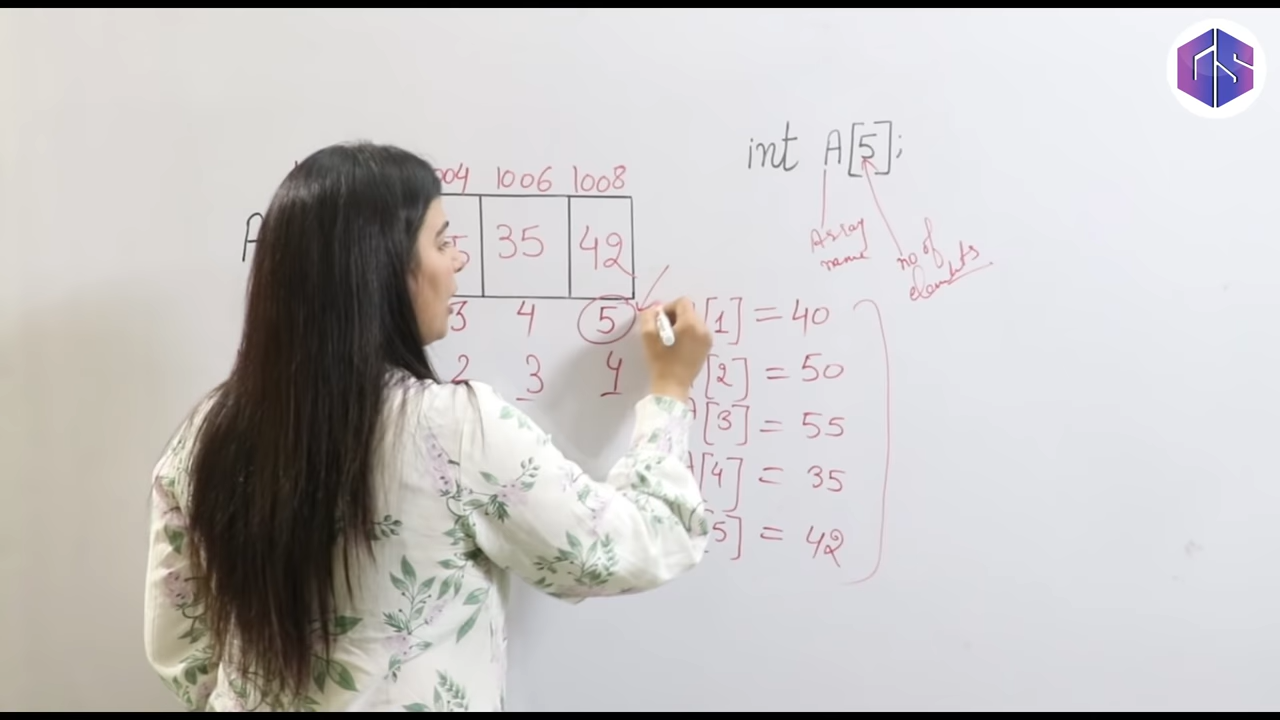 int A[5];
004 1006 1008
A 35 42
Array name
no of elements
3 4 5
2 3 4
[1] = 40
[2] = 50
A[3] = 55
A[4] = 35
[5] = 42